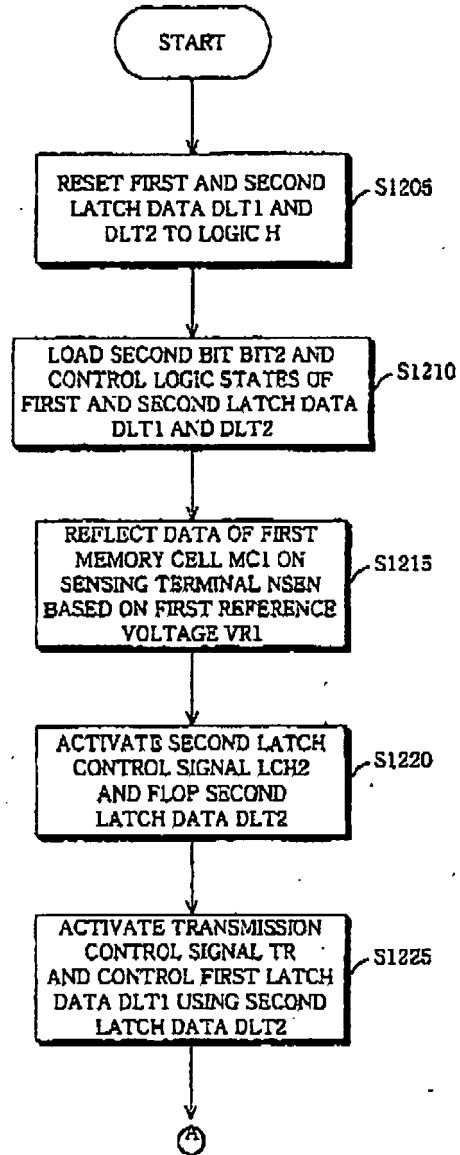 START
RESET FIRST AND SECOND
LATCH DATA DLT1 AND
DLT2 TO LOGIC H
S1205
LOAD SECOND BIT BIT2 AND
CONTROL LOGIC STATES OF
FIRST AND SECOND LATCH DATA
DLT1 AND DLT2
S1210
REFLECT DATA OF FIRST
MEMORY CELL MC1 ON
SENSING TERMINAL NSEN
BASED ON FIRST REFERENCE
VOLTAGE VR1
S1215
ACTIVATE SECOND LATCH
CONTROL SIGNAL LCH2
AND FLOP SECOND
LATCH DATA DLT2
S1220
ACTIVATE TRANSMISSION
CONTROL SIGNAL TR
AND CONTROL FIRST LATCH
DATA DLT1 USING SECOND
LATCH DATA DLT2
S1225
A